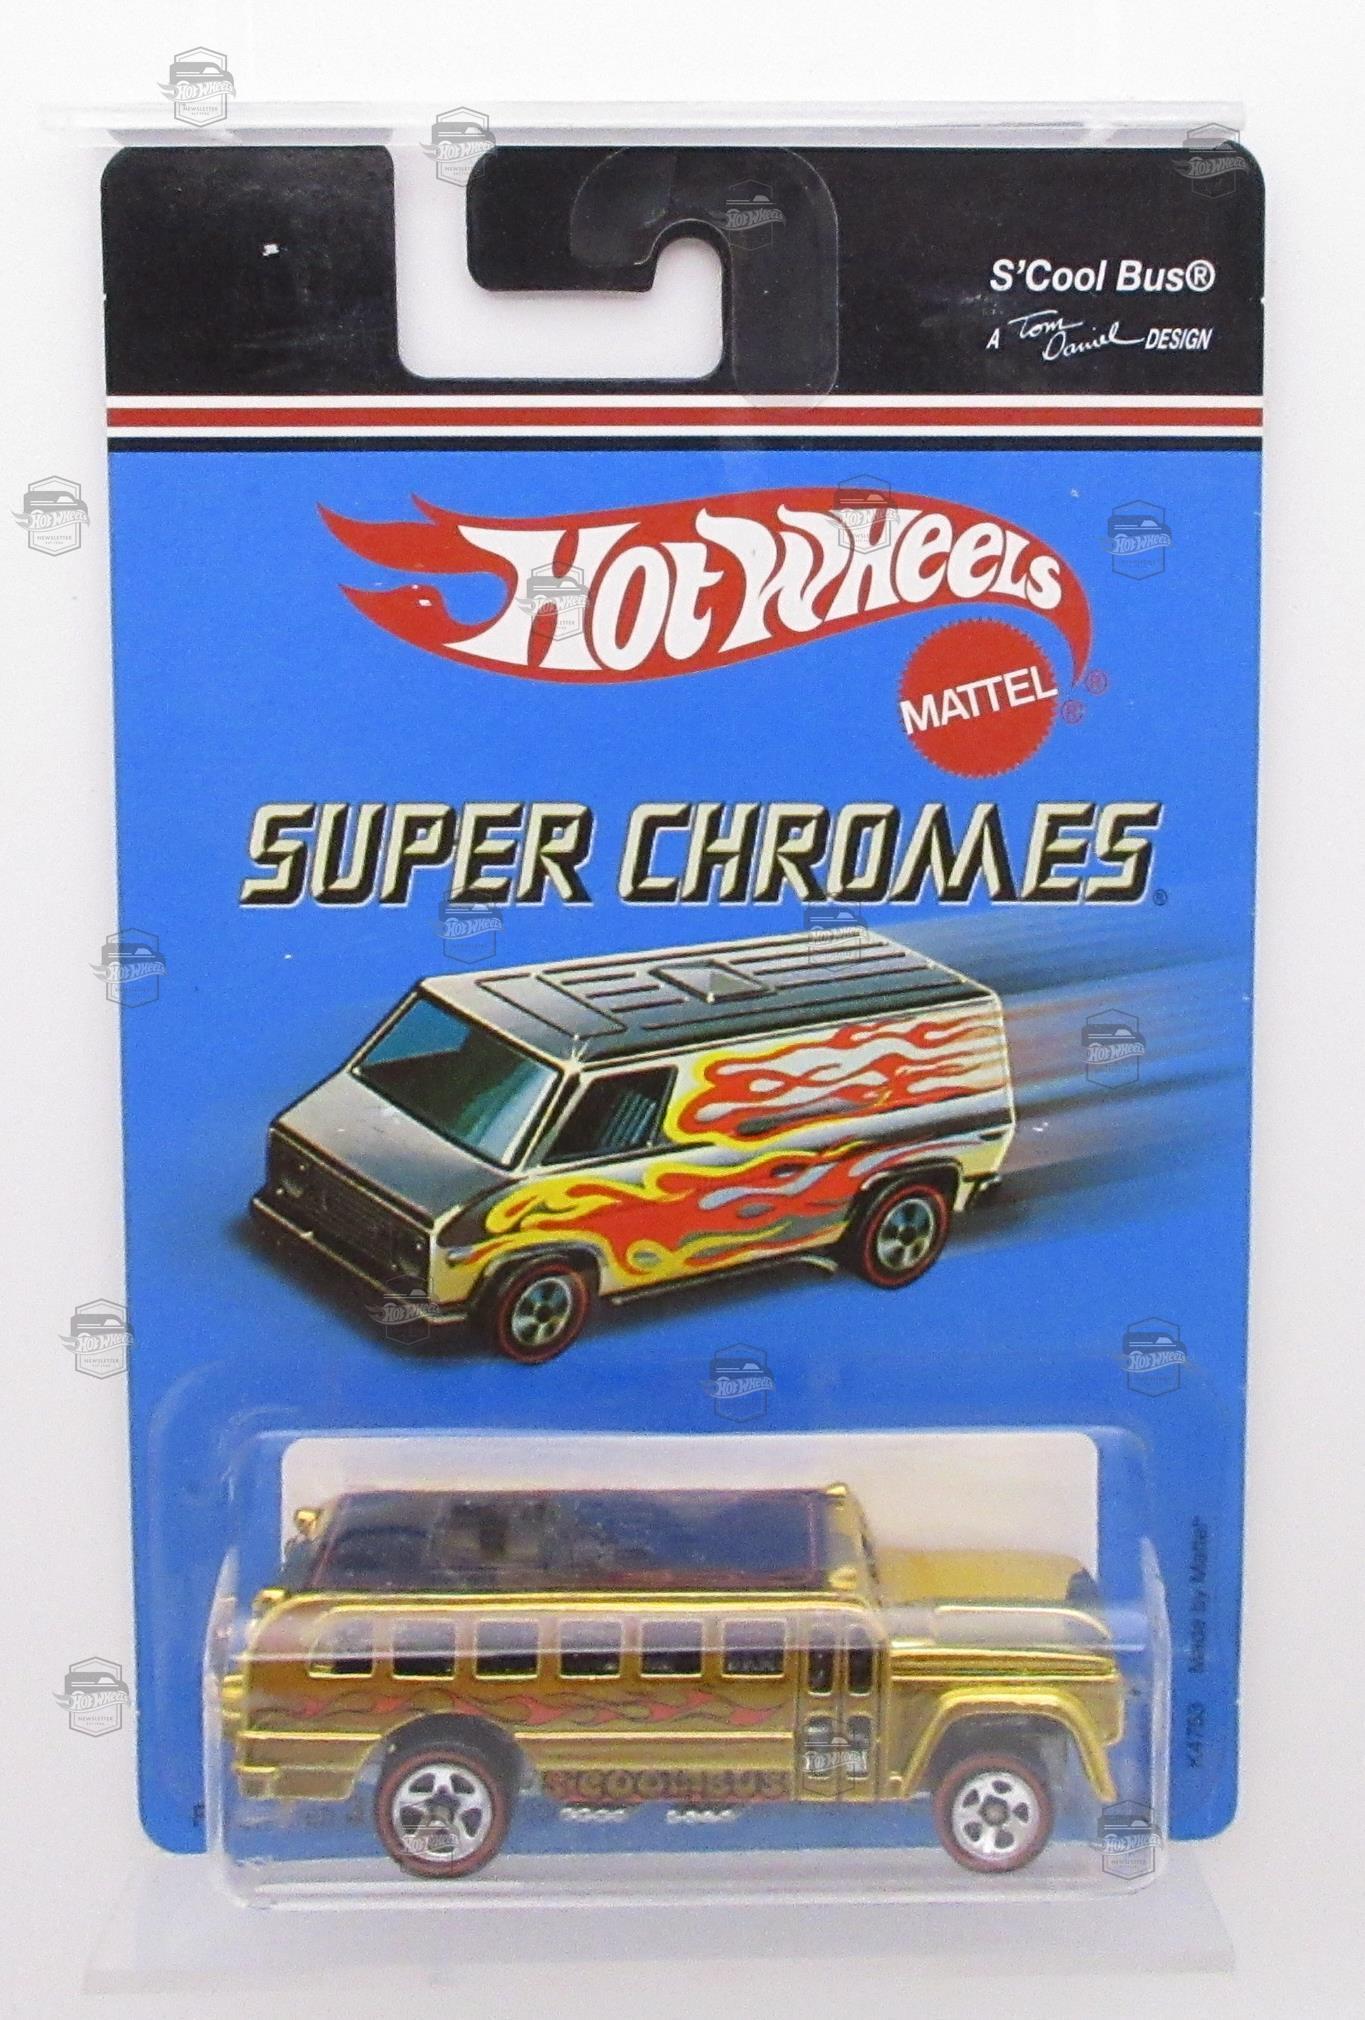 S'Cool Bus®
A Tom Daniel DESIGN
Hot Wheels
MATTEL ® ®
SUPER CHROMES®
S'COOL BUS
K4753 Made by Mattel